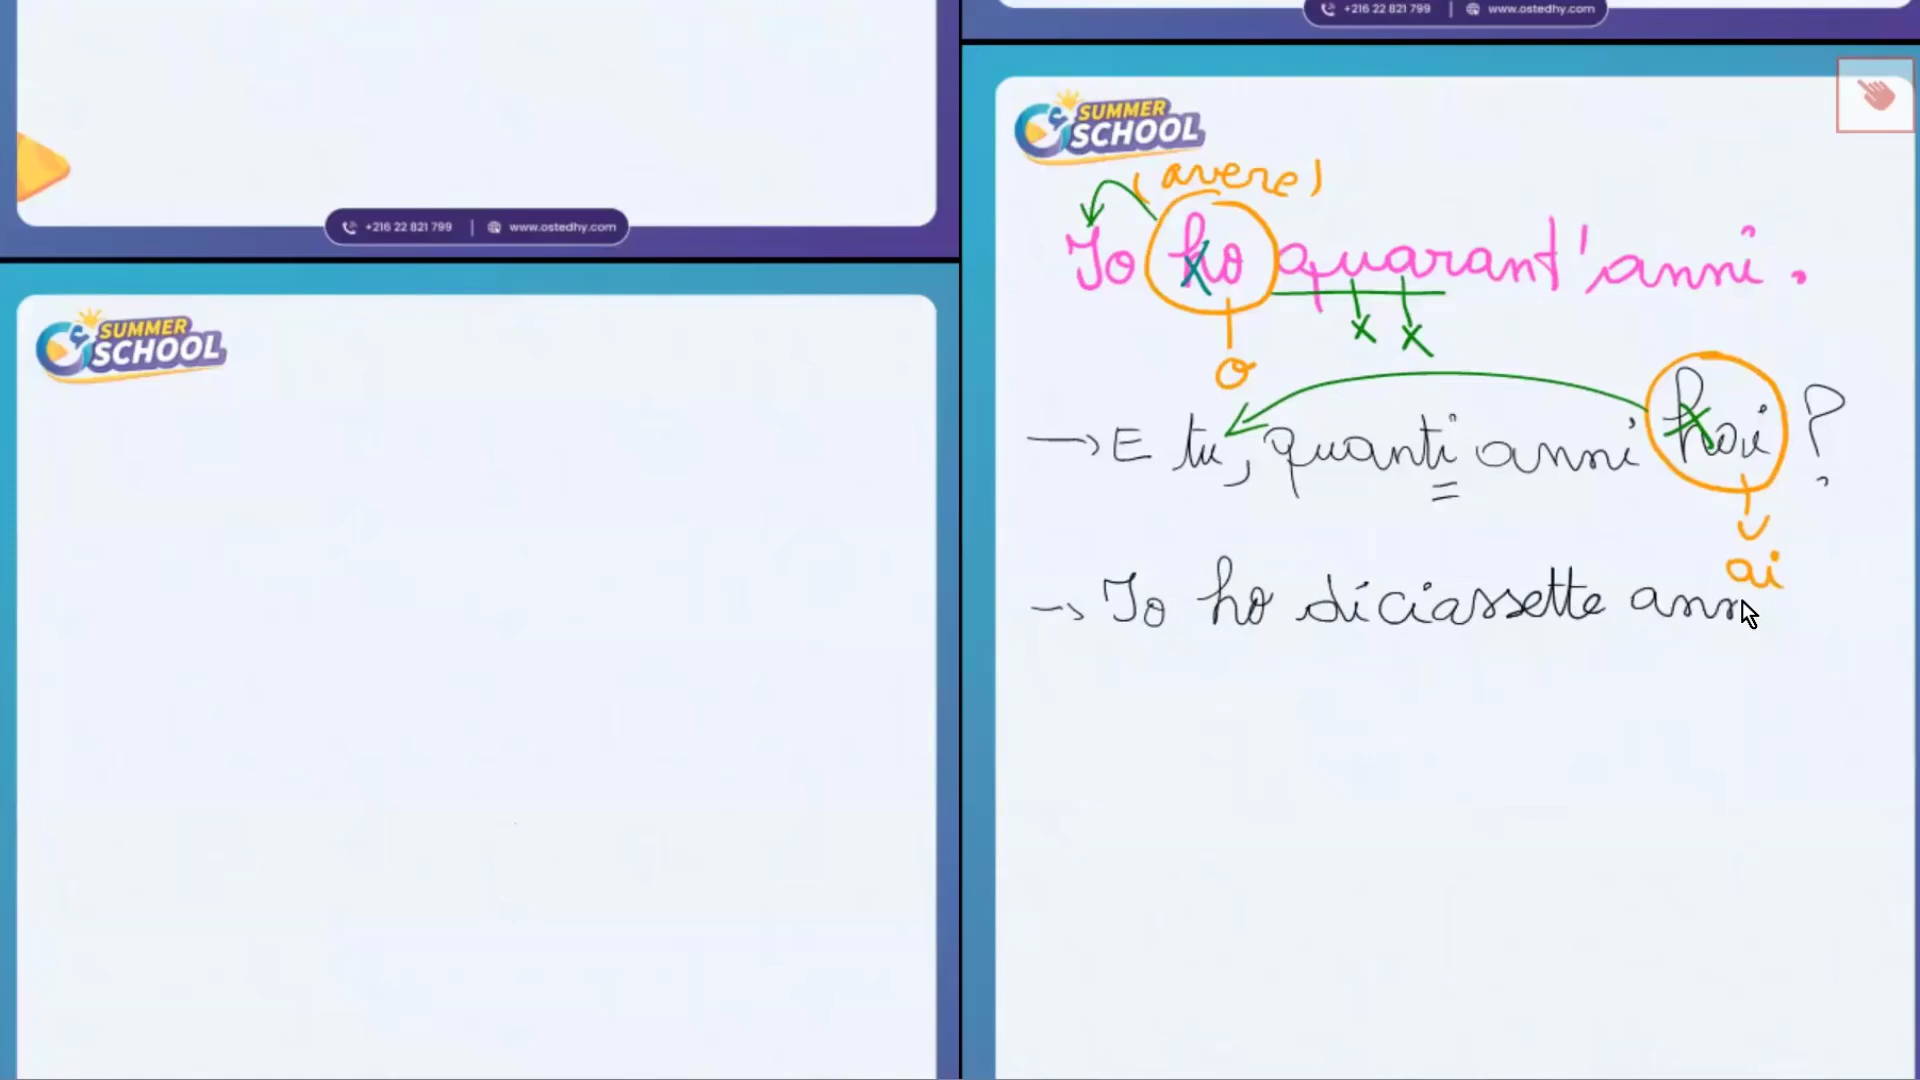 +216 22 821 799 | www.ostedhy.com
SUMMER
SCHOOL
+216 22 821 799 | www.ostedhy.com
SUMMER
SCHOOL
(avere)
Io ho quarant'anni.
x x
o
→ E tu, quanti anni hai ?
ai
→ Io ho diciassette ann